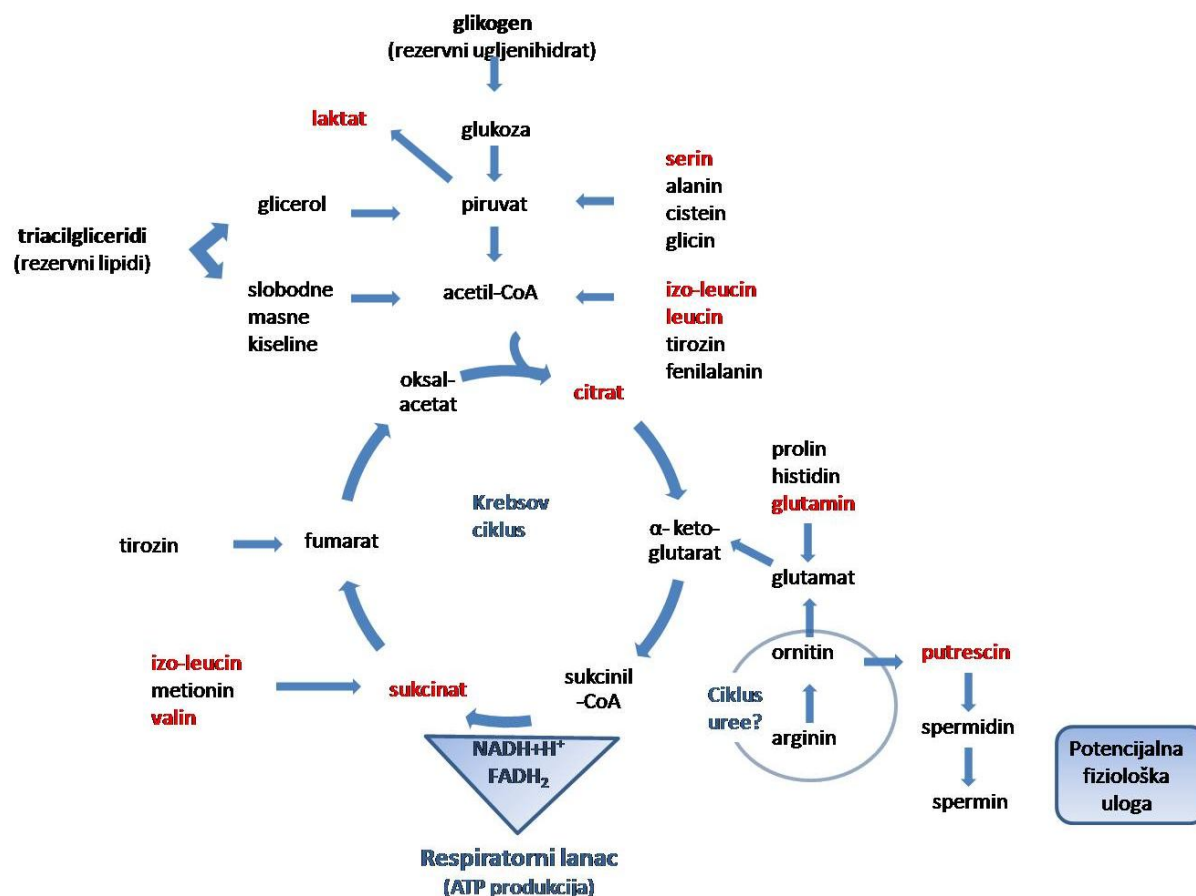 glikogen
(rezervni ugljenihidrat)
laktat
glukoza
serin
alanin
cistein
glicin
glicerol
piruvat
triacilgliceridi
(rezervni lipidi)
slobodne
masne
kiseline
acetil-CoA
izo-leucin
leucin
tirozin
fenilalanin
oksal-
acetat
citrat
prolin
histidin
glutamin
Krebsov
ciklus
α- keto-
glutarat
tirozin
fumarat
glutamat
izo-leucin
metionin
valin
sukcinat
sukcinil
-CoA
ornitin
putrescin
Ciklus
uree?
arginin
spermidin
spermin
NADH+H⁺
FADH₂
Potencijalna
fiziološka
uloga
Respiratorni lanac
(ATP produkcija)